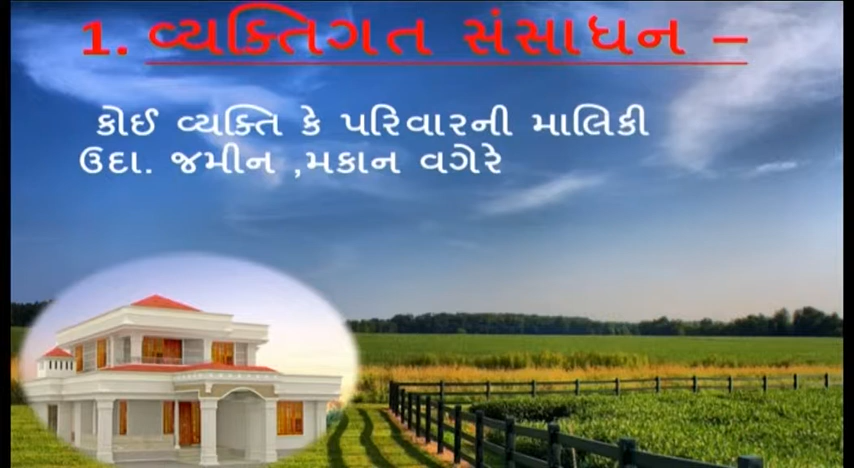 1. વ્યક્તિગત સંસાધન –
કોઈ વ્યક્તિ કે પરિવારની માલિકી
ઉદા. જમીન ,મકાન વગેરે